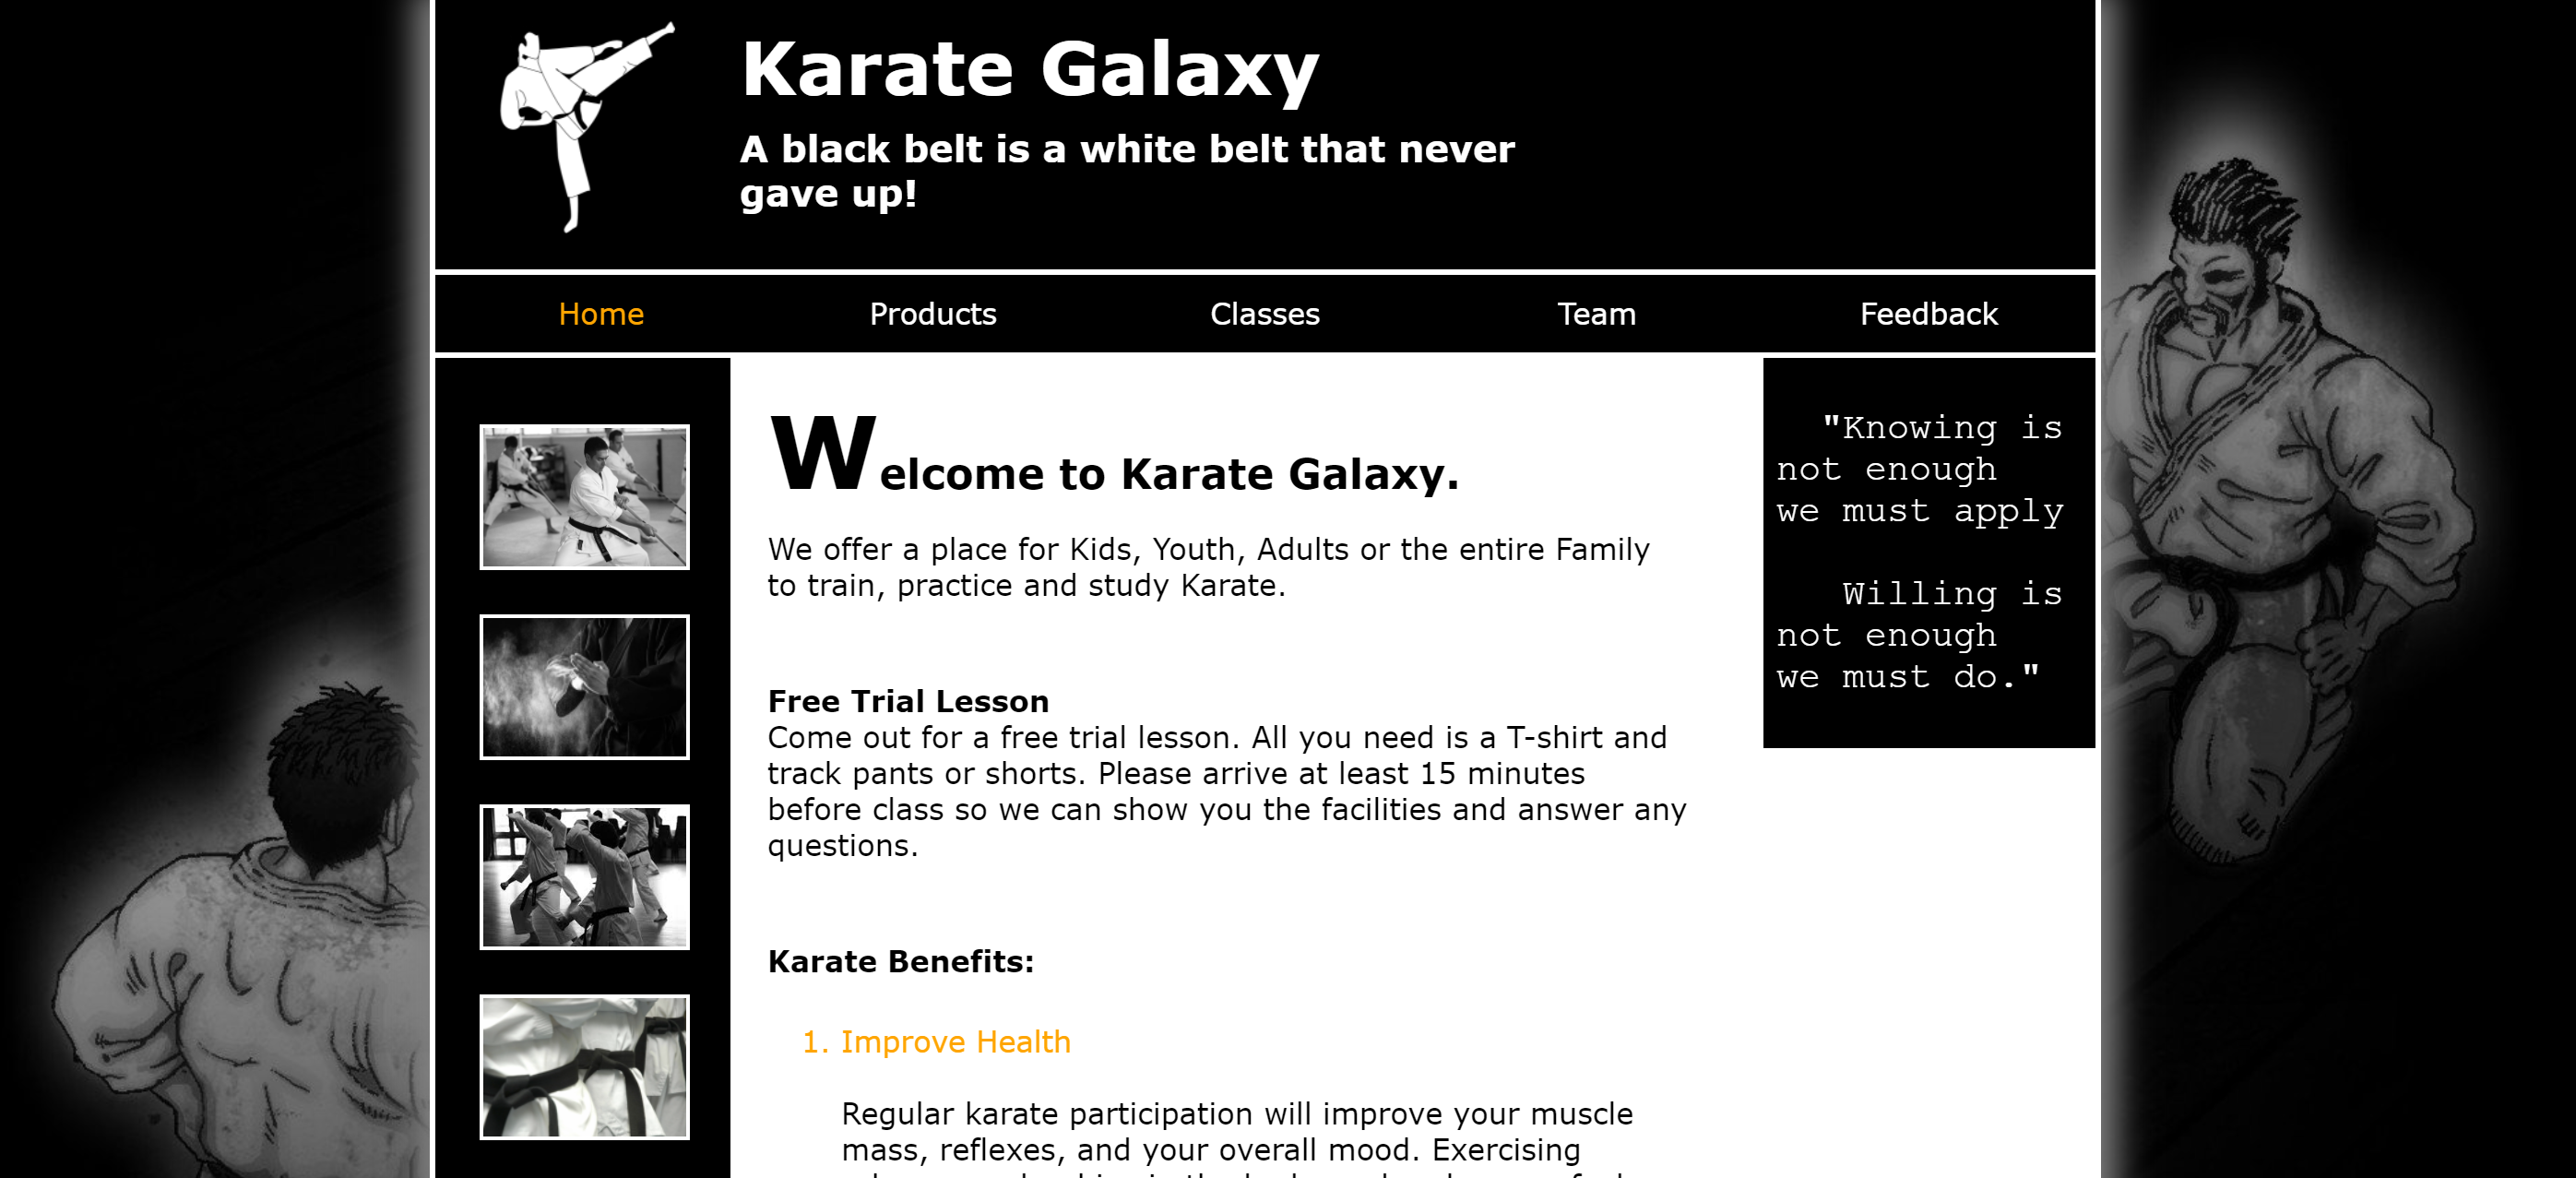 Karate Galaxy
A black belt is a white belt that never
gave up!
Home Products Classes Team Feedback
Welcome to Karate Galaxy.
We offer a place for Kids, Youth, Adults or the entire Family
to train, practice and study Karate.
Free Trial Lesson
Come out for a free trial lesson. All you need is a T-shirt and
track pants or shorts. Please arrive at least 15 minutes
before class so we can show you the facilities and answer any
questions.
Karate Benefits:
1. Improve Health
Regular karate participation will improve your muscle
mass, reflexes, and your overall mood. Exercising
"Knowing is
not enough
we must apply
Willing is
not enough
we must do."